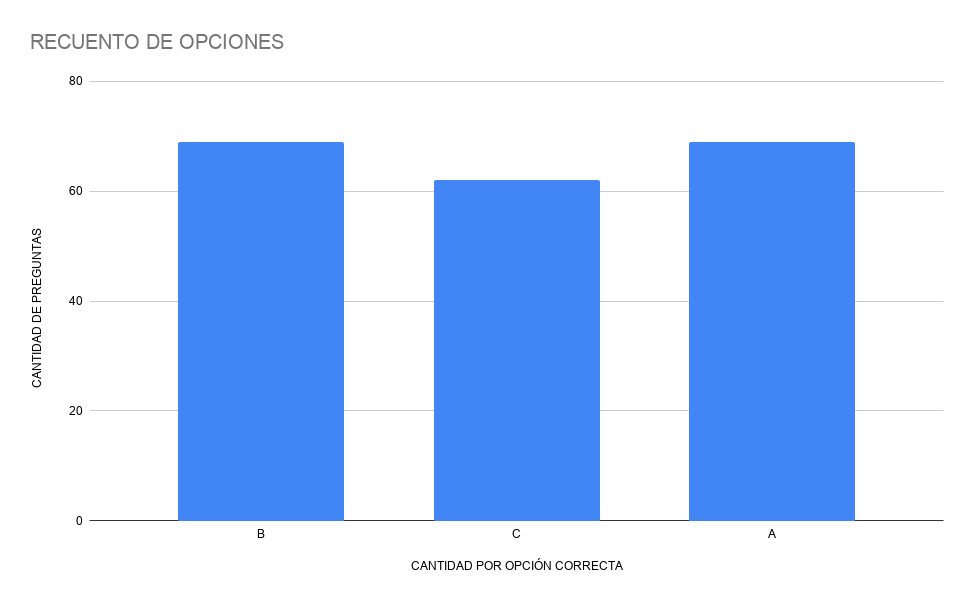 RECUENTO DE OPCIONES
80
60
40
20
0
CANTIDAD DE PREGUNTAS
B
C
A
CANTIDAD POR OPCIÓN CORRECTA